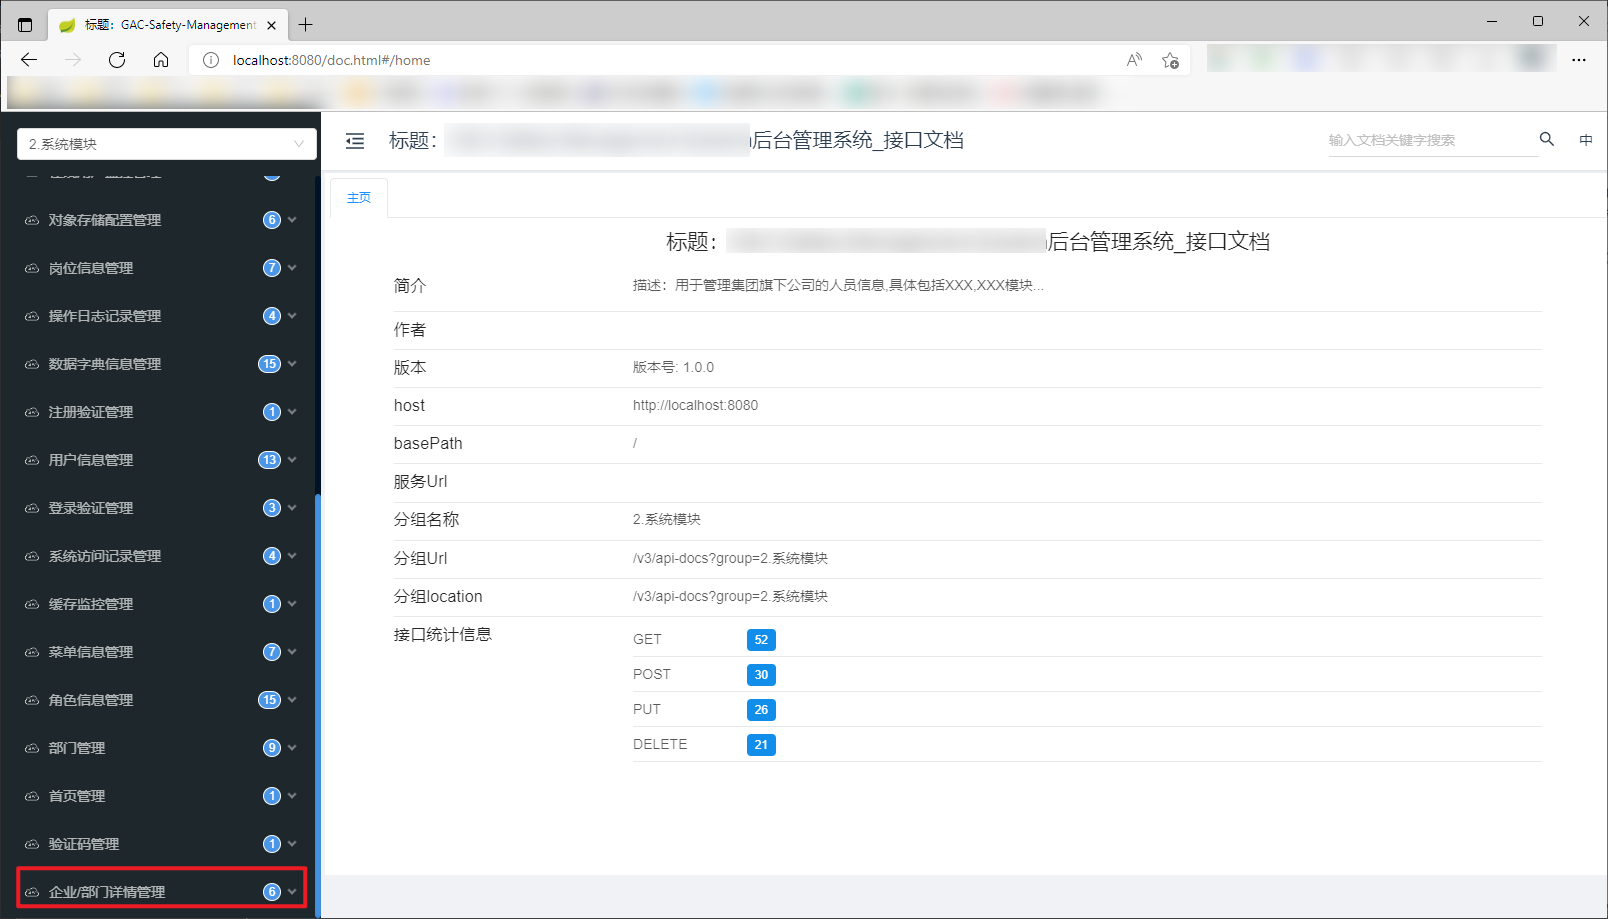 标题：GAC-Safety-Management
localhost:8080/doc.html#/home
2.系统模块
对象存储配置管理 6
岗位信息管理 7
操作日志记录管理 4
数据字典信息管理 15
注册验证管理 1
用户信息管理 13
登录验证管理 3
系统访问记录管理 4
缓存监控管理 1
菜单信息管理 7
角色信息管理 15
部门管理 9
首页管理 1
验证码管理 1
企业/部门详情管理 6
标题： 后台管理系统_接口文档
输入文档关键字搜索
中
主页
标题： 后台管理系统_接口文档
简介 描述：用于管理集团旗下公司的人员信息,具体包括XXX,XXX模块...
作者
版本 版本号: 1.0.0
host http://localhost:8080
basePath /
服务Url
分组名称 2.系统模块
分组Url /v3/api-docs?group=2.系统模块
分组location /v3/api-docs?group=2.系统模块
接口统计信息 GET 52
POST 30
PUT 26
DELETE 21